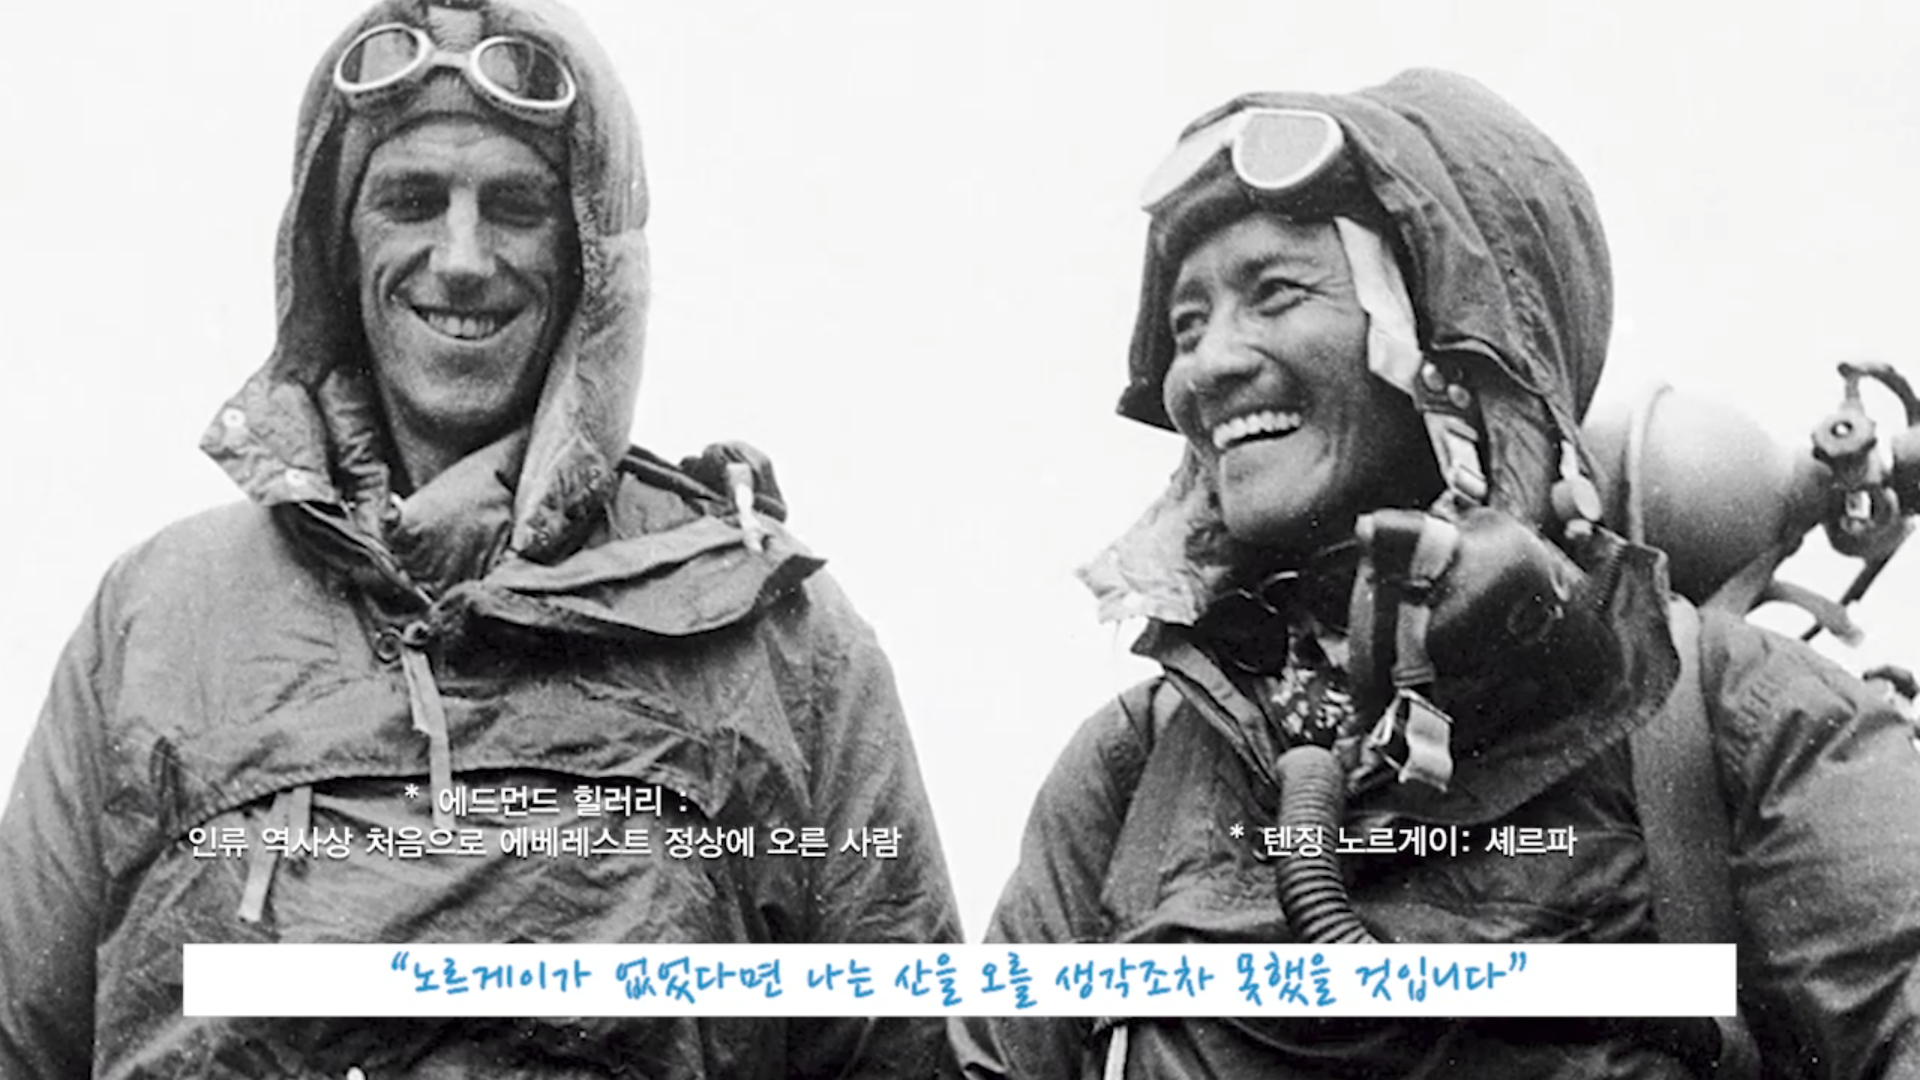 * 에드먼드 힐러리 :
인류 역사상 처음으로 에베레스트 정상에 오른 사람
* 텐징 노르게이: 셰르파
“노르게이가 없었다면 나는 산을 오를 생각조차 못했을 것입니다”